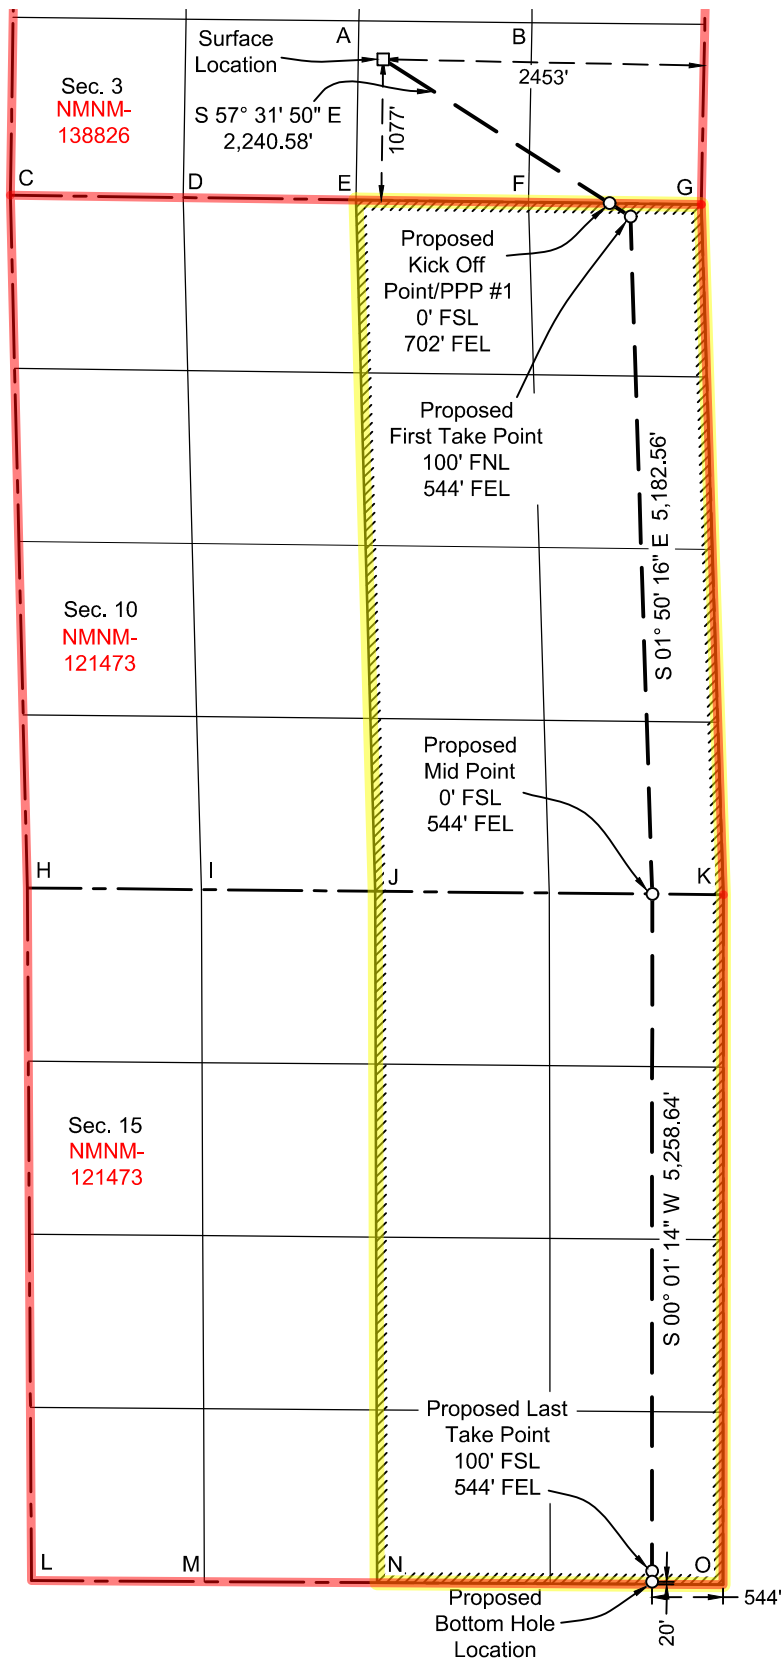 A
B
Surface
Location
2453'
Sec. 3
NMNM-
138826
S 57° 31' 50" E
2,240.58'
1077'
C
D
E
F
G
Proposed
Kick Off
Point/PPP #1
0' FSL
702' FEL
Proposed
First Take Point
100' FNL
544' FEL
S 01° 50' 16" E 5,182.56'
Sec. 10
NMNM-
121473
Proposed
Mid Point
0' FSL
544' FEL
H
I
J
K
Sec. 15
NMNM-
121473
S 00° 01' 14" W 5,258.64'
Proposed Last
Take Point
100' FSL
544' FEL
L
M
N
O
Proposed
Bottom Hole
Location
20'
544'